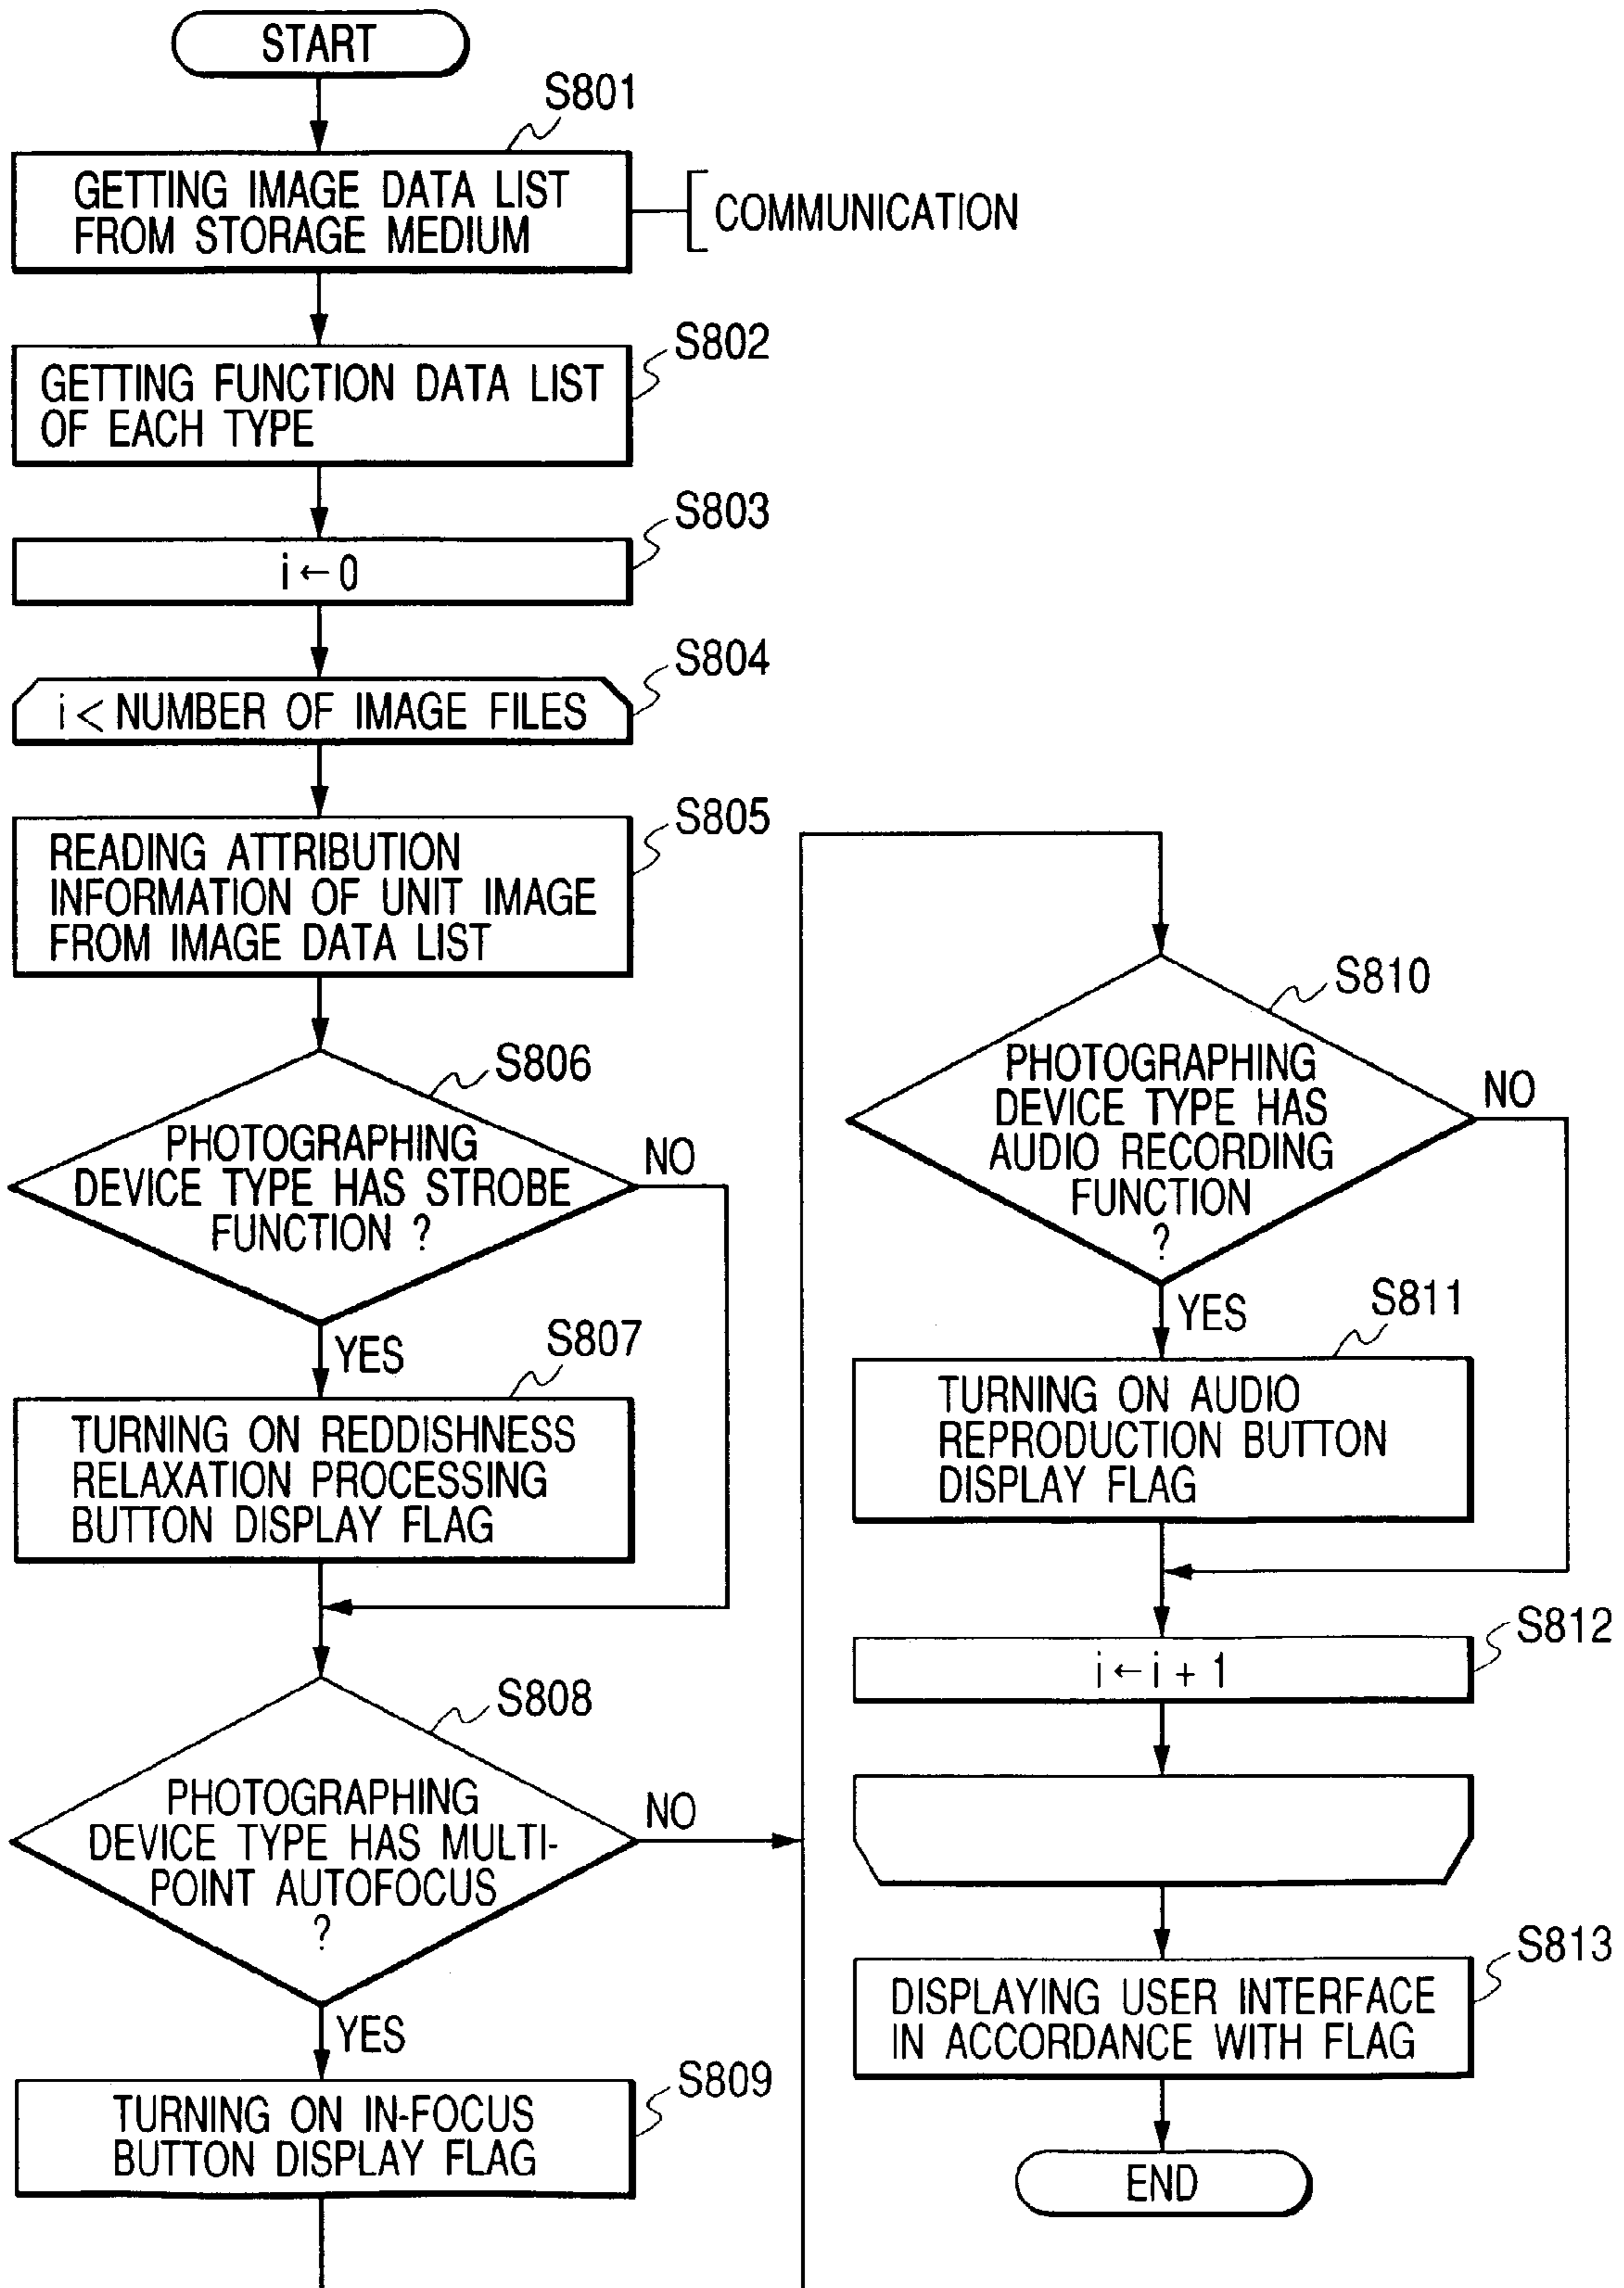 START
S801
GETTING IMAGE DATA LIST
FROM STORAGE MEDIUM
COMMUNICATION
S802
GETTING FUNCTION DATA LIST
OF EACH TYPE
S803
i ← 0
S804
i < NUMBER OF IMAGE FILES
S805
READING ATTRIBUTION
INFORMATION OF UNIT IMAGE
FROM IMAGE DATA LIST
S806
PHOTOGRAPHING
DEVICE TYPE HAS STROBE
FUNCTION ?
NO
YES
S807
TURNING ON REDDISHNESS
RELAXATION PROCESSING
BUTTON DISPLAY FLAG
S808
PHOTOGRAPHING
DEVICE TYPE HAS MULTI-
POINT AUTOFOCUS
?
NO
YES
S809
TURNING ON IN-FOCUS
BUTTON DISPLAY FLAG
S810
PHOTOGRAPHING
DEVICE TYPE HAS
AUDIO RECORDING
FUNCTION
?
NO
YES
S811
TURNING ON AUDIO
REPRODUCTION BUTTON
DISPLAY FLAG
S812
i ← i + 1
S813
DISPLAYING USER INTERFACE
IN ACCORDANCE WITH FLAG
END